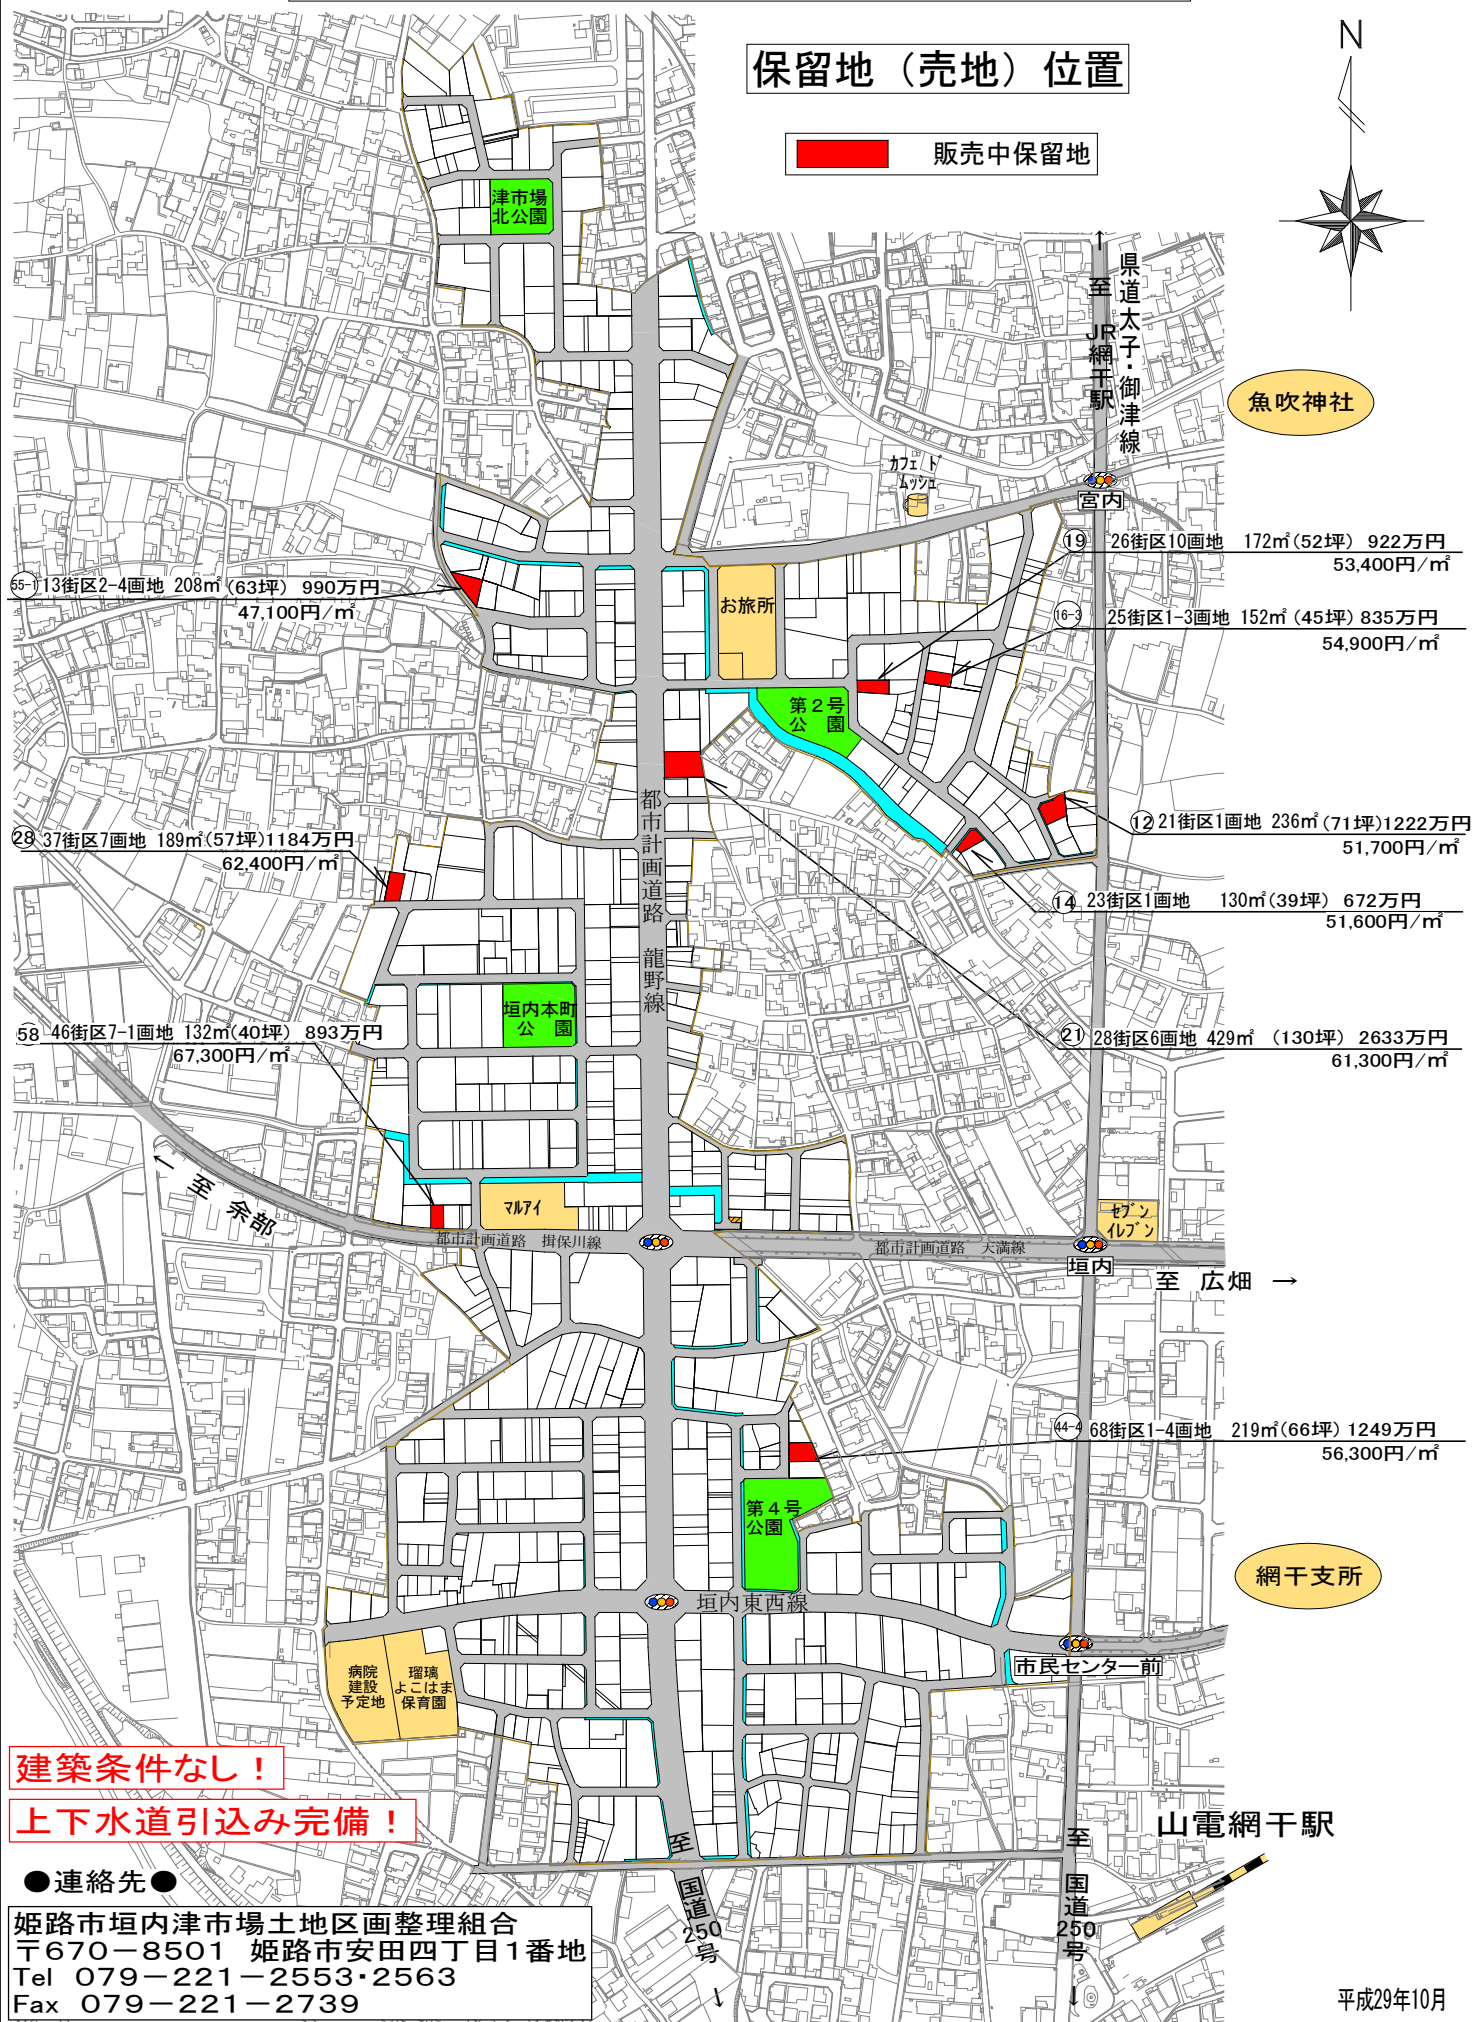 保留地（売地）位置
販売中保留地
N
津市場
北公園
県道太子・御津線
至 JR網干駅
魚吹神社
カフェ ド
ムッシュ
宮内
⑲ 26街区10画地 172㎡(52坪) 922万円
53,400円/㎡
55-1 13街区2-4画地 208㎡(63坪) 990万円
47,100円/㎡
お旅所
16-3 25街区1-3画地 152㎡(45坪) 835万円
54,900円/㎡
第2号
公園
都市計画道路 龍野線
⑫ 21街区1画地 236㎡(71坪)1222万円
51,700円/㎡
28 37街区7画地 189㎡(57坪)1184万円
62,400円/㎡
⑭ 23街区1画地 130㎡(39坪) 672万円
51,600円/㎡
垣内本町
公園
58 46街区7-1画地 132㎡(40坪) 893万円
67,300円/㎡
21 28街区6画地 429㎡ (130坪) 2633万円
61,300円/㎡
← 至 余部
マルアイ
セブン
イレブン
都市計画道路 揖保川線
都市計画道路 天満線
垣内
至 広畑 →
44-4 68街区1-4画地 219㎡(66坪) 1249万円
56,300円/㎡
第4号
公園
網干支所
垣内東西線
市民センター前
病院
建設
予定地
瑠璃
よこはま
保育園
建築条件なし！
上下水道引込み完備！
山電網干駅
至 国道250号 ↓
至 国道250号 ↓
●連絡先●
姫路市垣内津市場土地区画整理組合
〒670－8501 姫路市安田四丁目1番地
Tel 079－221－2553・2563
Fax 079－221－2739
平成29年10月